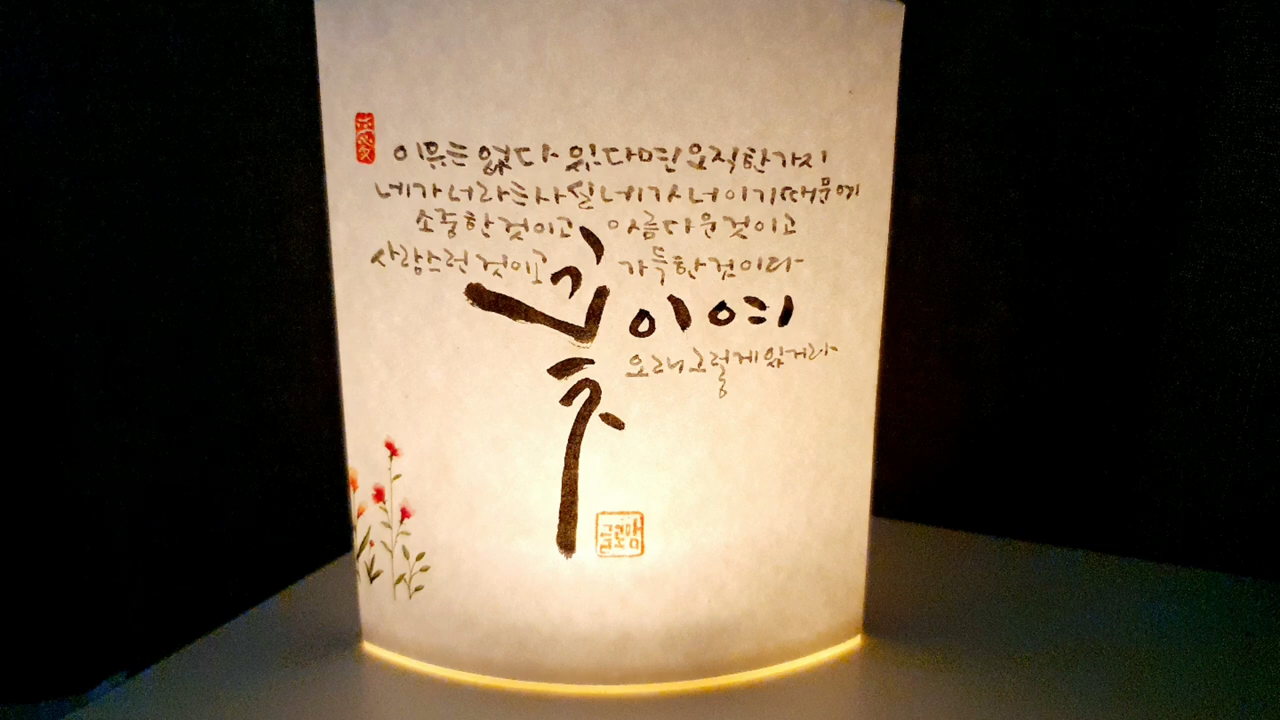 이유는 없다 있다면 오직 한가지
네가 너라는 사실 네가 너이기 때문에
소중한 것이고 아름다운 것이고
사랑스런 것이고 가득한 것이다
꽃이여
오래 그렇게 있거라